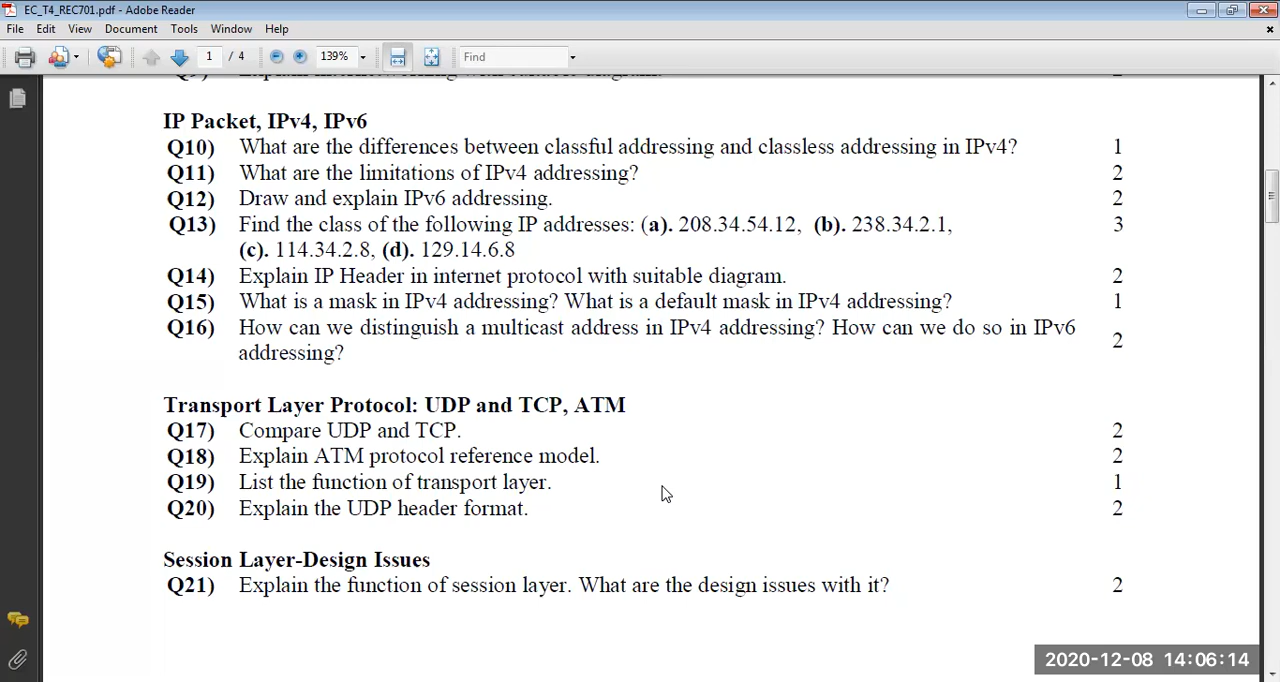 EC_T4_REC701.pdf - Adobe Reader
File Edit View Document Tools Window Help
1 / 4 139% Find
IP Packet, IPv4, IPv6
Q10) What are the differences between classful addressing and classless addressing in IPv4? 1
Q11) What are the limitations of IPv4 addressing? 2
Q12) Draw and explain IPv6 addressing. 2
Q13) Find the class of the following IP addresses: (a). 208.34.54.12, (b). 238.34.2.1, 3
(c). 114.34.2.8, (d). 129.14.6.8
Q14) Explain IP Header in internet protocol with suitable diagram. 2
Q15) What is a mask in IPv4 addressing? What is a default mask in IPv4 addressing? 1
Q16) How can we distinguish a multicast address in IPv4 addressing? How can we do so in IPv6 2
addressing?
Transport Layer Protocol: UDP and TCP, ATM
Q17) Compare UDP and TCP. 2
Q18) Explain ATM protocol reference model. 2
Q19) List the function of transport layer. 1
Q20) Explain the UDP header format. 2
Session Layer-Design Issues
Q21) Explain the function of session layer. What are the design issues with it? 2
2020-12-08 14:06:14